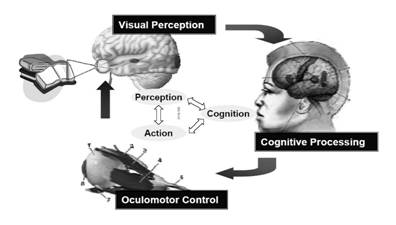 Visual Perception
Perception
Cognition
Action
Cognitive Processing
Oculomotor Control